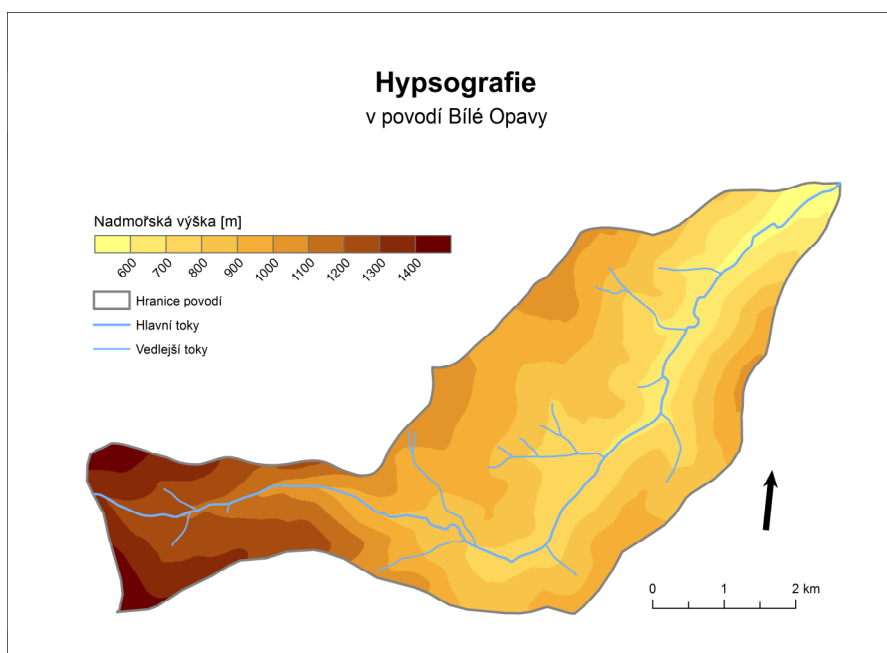 Hypsografie
v povodí Bílé Opavy
Nadmořská výška [m]
600 700 800 900 1000 1100 1200 1300 1400
Hranice povodí
Hlavní toky
Vedlejší toky
0 1 2 km